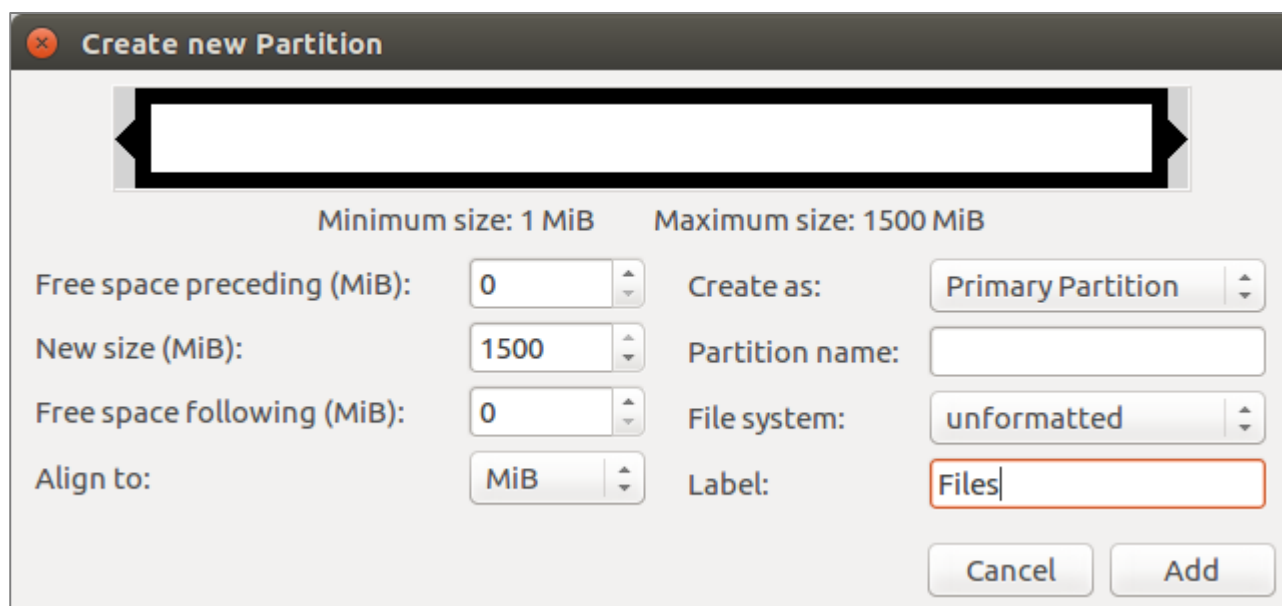 Create new Partition
Minimum size: 1 MiB Maximum size: 1500 MiB
Free space preceding (MiB): 0 Create as: Primary Partition
New size (MiB): 1500 Partition name:
Free space following (MiB): 0 File system: unformatted
Align to: MiB Label: Files
Cancel Add